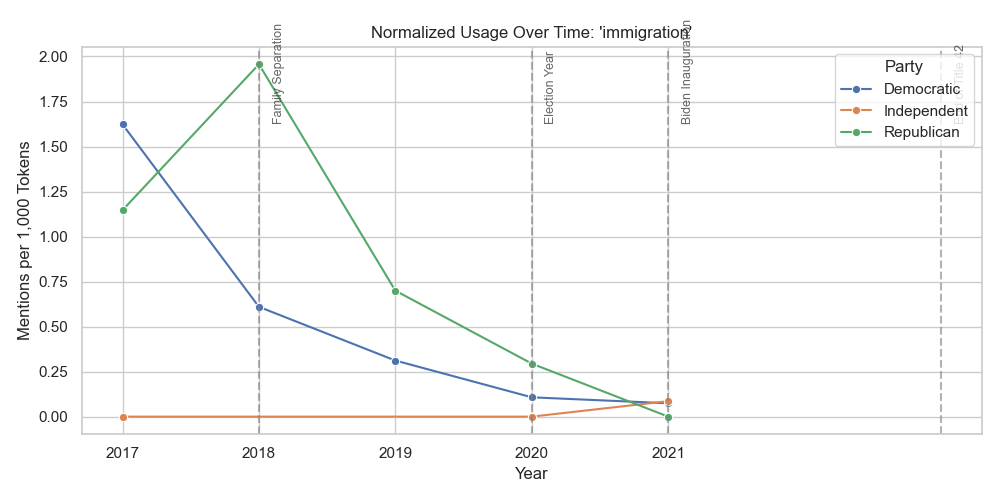 Normalized Usage Over Time: 'immigration'
Mentions per 1,000 Tokens
2.00
1.75
1.50
1.25
1.00
0.75
0.50
0.25
0.00
Family Separation
Election Year
Biden Inauguration
Title 42
Party
Democratic
Independent
Republican
2017
2018
2019
2020
2021
Year